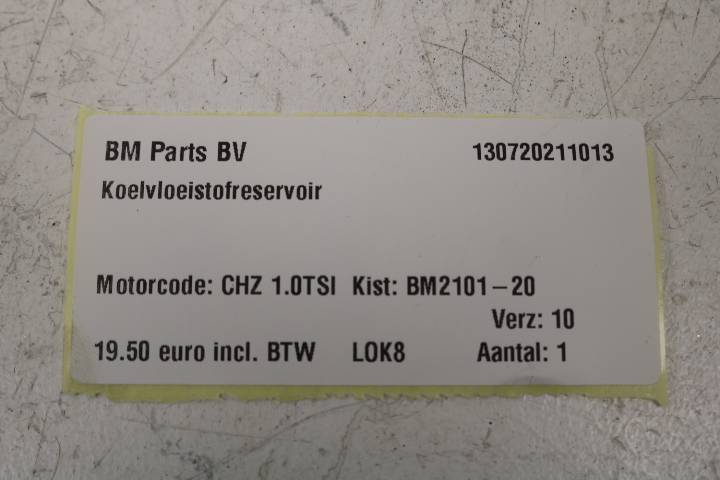 BM Parts BV 130720211013
Koelvloeistofreservoir
Motorcode: CHZ 1.0TSI Kist: BM2101-20
Verz: 10
19.50 euro incl. BTW LOK8 Aantal: 1